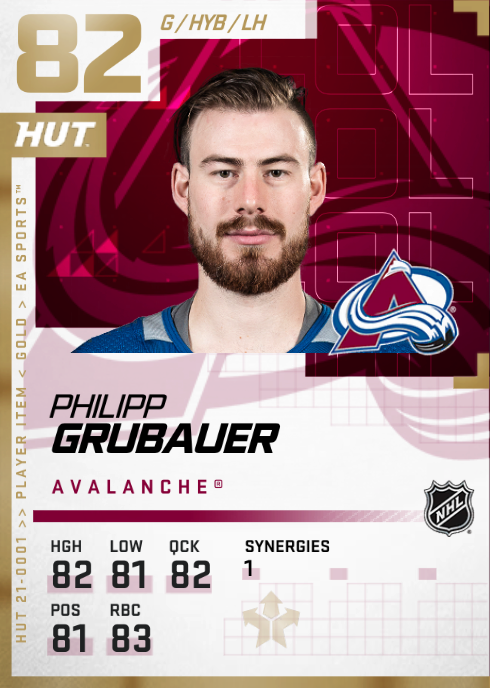 82
G / HYB / LH
HUT™
HUT 21-0001 >> PLAYER ITEM < GOLD > EA SPORTS™
PHILIPP
GRUBAUER
AVALANCHE®
NHL
HGH LOW QCK SYNERGIES
82 81 82 1
POS RBC
81 83